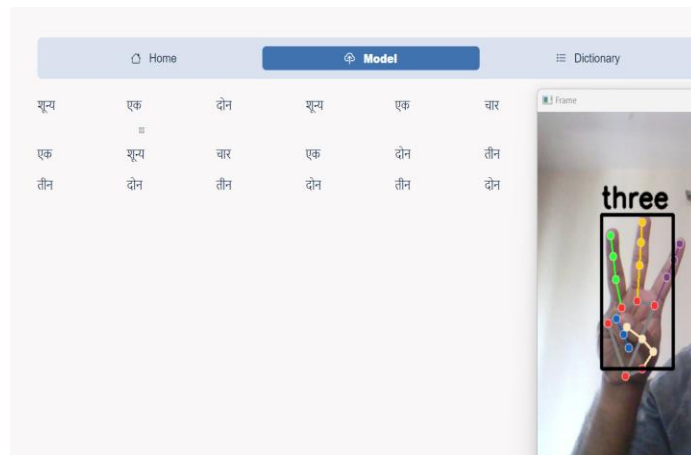 Home Model Dictionary
शून्य एक दोन शून्य एक चार
एक शून्य चार एक दोन तीन
तीन दोन तीन दोन तीन दोन
Frame
three